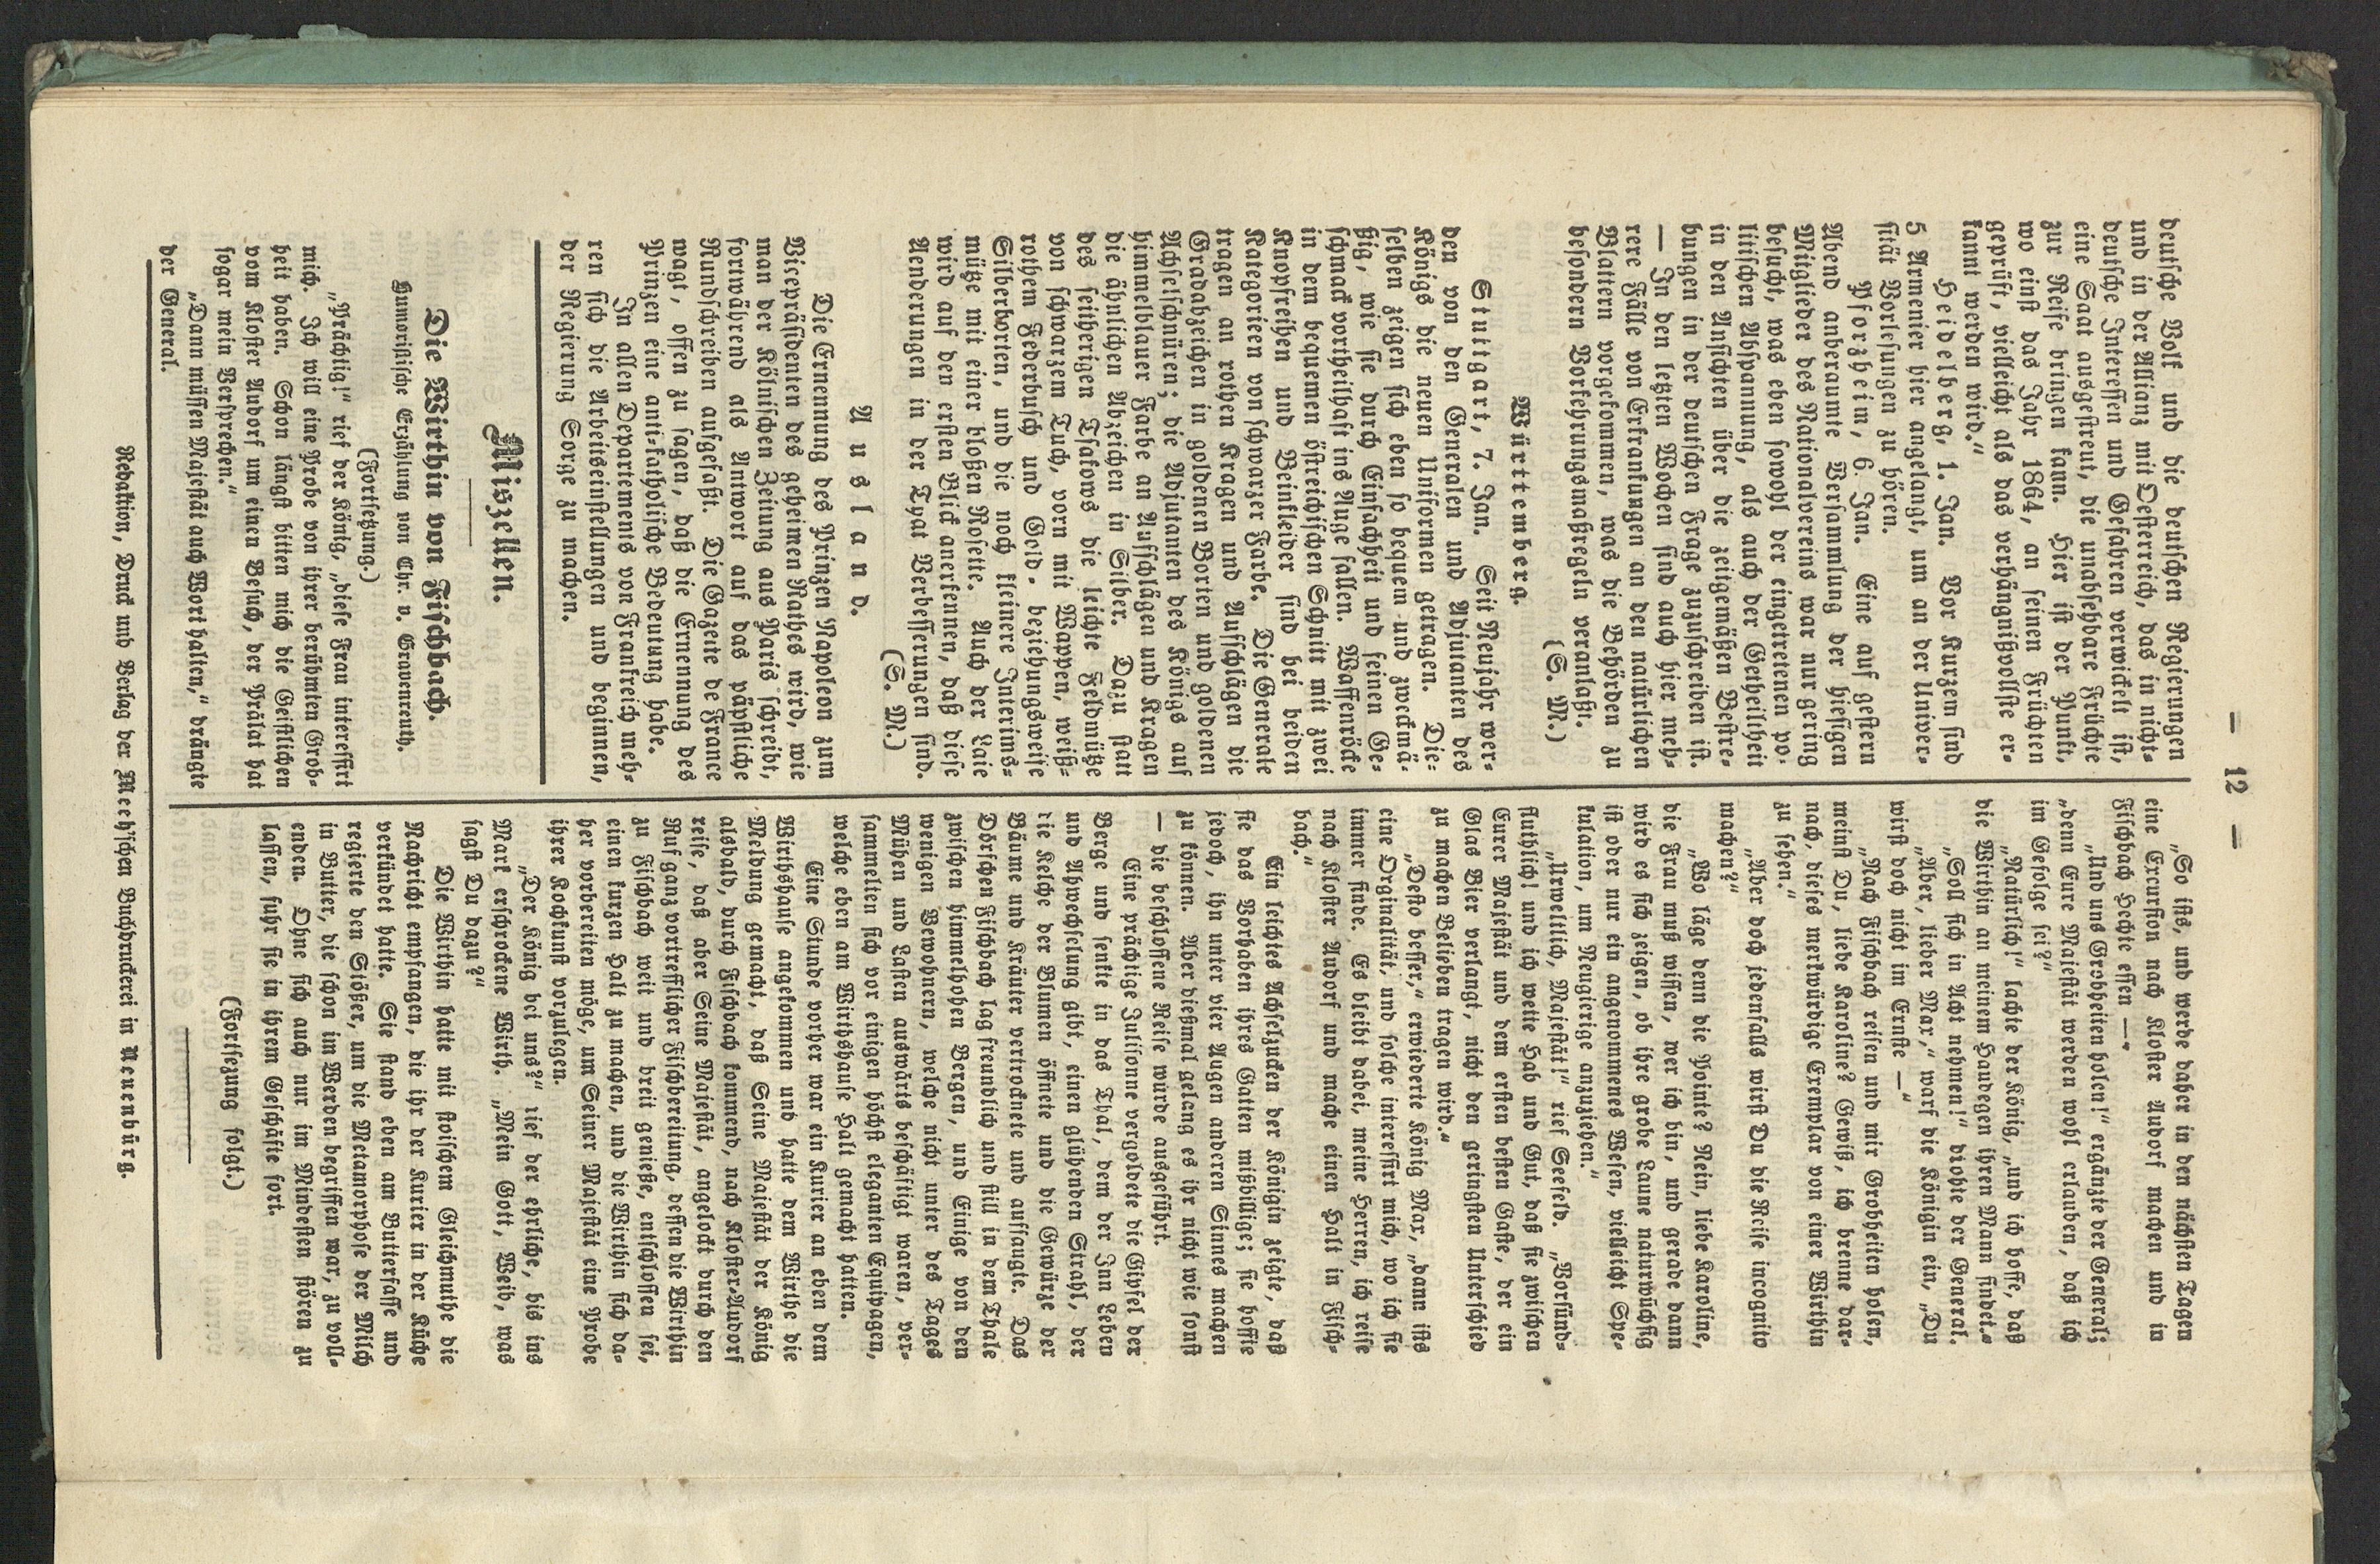 — 12 —
deutsche Volk und die deutschen Regierungen
und in der Allianz mit Oesterreich, das in nicht-
deutsche Interessen und Gefahren verwickelt ist,
eine Saat ausgestreut, die unabsehbare Früchte
zur Reife bringen kann. Hier ist der Punkt,
wo einst das Jahr 1864, an seinen Früchten
geprüft, vielleicht als das verhängnißvollste er-
kannt werden wird.“
Heidelberg, 1. Jan. Vor Kurzem sind
5 Armenier hier angelangt, um an der Univer-
sität Vorlesungen zu hören.
Pforzheim, 6. Jan. Eine auf gestern
Abend anberaumte Versammlung der hiesigen
Mitglieder des Nationalvereins war nur gering
besucht, was eben sowohl der eingetretenen po-
litischen Abspannung, als auch der Getheiltheit
in den Ansichten über die zeitgemäßen Bestre-
bungen in der deutschen Frage zuzuschreiben ist.
— In den letzten Wochen sind auch hier meh-
rere Fälle von Erkrankungen an den natürlichen
Blattern vorgekommen, was die Behörden zu
besondern Vorkehrungsmaßregeln veranlaßt.
(S. M.)
Württemberg.
Stuttgart, 7. Jan. Seit Neujahr wer-
den von den Generalen und Adjutanten des
Königs die neuen Uniformen getragen. Die-
selben zeigen sich eben so bequem und zweckmä-
ßig, wie sie durch Einfachheit und feinen Ge-
schmack vortheilhaft ins Auge fallen. Waffenröcke
in dem bequemen östreichischen Schnitt mit zwei
Knopfreihen und Beinkleider sind bei beiden
Kategorieen von schwarzer Farbe. Die Generale
tragen an rothen Kragen und Aufschlägen die
Gradabzeichen in goldenen Borten und goldenen
Achselschnüren; die Adjutanten des Königs auf
himmelblauer Farbe an Aufschlägen und Kragen
die ähnlichen Abzeichen in Silber. Dazu statt
des seitherigen Tschakows die leichte Feldmütze
von schwarzem Tuch, vorn mit Wappen, weiß-
rothem Federbusch und Gold- beziehungsweise
Silberborten, und die noch kleinere Interims-
mütze mit einer bloßen Rosette. Auch der Laie
wird auf den ersten Blick anerkennen, daß diese
Aenderungen in der That Verbesserungen sind.
(S. M.)
Ausland.
Die Ernennung des Prinzen Napoleon zum
Vicepräsidenten des geheimen Rathes wird, wie
man der Kölnischen Zeitung aus Paris schreibt,
fortwährend als Antwort auf das päpstliche
Rundschreiben aufgefaßt. Die Gazete de France
wagt, offen zu sagen, daß die Ernennung des
Prinzen eine anti-katholische Bedeutung habe.
In allen Departements von Frankreich meh-
ren sich die Arbeitseinstellungen und beginnen,
der Regierung Sorge zu machen.
Miszellen.
Die Wirthin von Fischbach.
Humoristische Erzählung von Chr. v. Gravenreuth.
(Fortsetzung.)
„Prächtig!“ rief der König, „diese Frau interessirt
mich. Ich will eine Probe von ihrer berühmten Grob-
heit haben. Schon längst bitten mich die Geistlichen
vom Kloster Audorf um einen Besuch, der Prälat hat
sogar mein Versprechen.“
„Dann müssen Majestät auch Wort halten,“ drängte
der General.
„So ists, und werde daher in den nächsten Tagen
eine Excursion nach Kloster Audorf machen und in
Fischbach Hechte essen —“
„Und uns Grobheiten holen!“ ergänzte der General;
„denn Eure Majestät werden wohl erlauben, daß ich
im Gefolge sei?“
„Natürlich!“ lachte der König, „und ich hoffe, daß
die Wirthin an meinem Haudegen ihren Mann findet.“
„Soll sich in Acht nehmen!“ drohte der General.
„Aber, lieber Max,“ warf die Königin ein, „Du
wirst doch nicht im Ernste —“
„Nach Fischbach reisen und mir Grobheiten holen,
meinst Du, liebe Karoline? Gewiß, ich brenne dar-
nach, dieses merkwürdige Exemplar von einer Wirthin
zu sehen.“
„Aber doch jedenfalls wirst Du die Reise incognito
machen?“
„Wo läge denn die Pointe? Nein, liebe Karoline,
die Frau muß wissen, wer ich bin, und gerade dann
wird es sich zeigen, ob ihre grobe Laune naturwüchsig
ist oder nur ein angenommenes Wesen, vielleicht Spe-
kulation, um Neugierige anzuziehen.“
„Urweltlich, Majestät!“ rief Seefeld. „Vorsünd-
fluthlich! und ich wette Hab und Gut, daß sie zwischen
Eurer Majestät und dem ersten besten Gaste, der ein
Glas Bier verlangt, nicht den geringsten Unterschied
zu machen Belieben tragen wird.“
„Desto besser,“ erwiederte König Max, „dann ists
eine Originalität, und solche interessirt mich, wo ich sie
immer finde. Es bleibt dabei, meine Herren, ich reise
nach Kloster Audorf und mache einen Halt in Fisch-
bach.“
Ein leichtes Achselzucken der Königin zeigte, daß
sie das Vorhaben ihres Gatten mißbillige; sie hoffte
jedoch, ihn unter vier Augen anderen Sinnes machen
zu können. Aber dießmal gelang es ihr nicht wie sonst
— die beschlossene Reise wurde ausgeführt.
Eine prächtige Julisonne vergoldete die Gipfel der
Berge und senkte in das Thal, dem der Inn Leben
und Abwechselung gibt, einen glühenden Strahl, der
die Kelche der Blumen öffnete und die Gewürze der
Bäume und Kräuter vertrocknete und aufsaugte. Das
Dörfchen Fischbach lag freundlich und still in dem Thale
zwischen himmelhohen Bergen, und Einige von den
wenigen Bewohnern, welche nicht unter des Tages
Mühen und Lasten auswärts beschäftigt waren, ver-
sammelten sich vor einigen höchst eleganten Equipagen,
welche eben am Wirthshause Halt gemacht hatten.
Eine Stunde vorher war ein Kurier an eben dem
Wirthshause angekommen und hatte dem Wirthe die
Meldung gemacht, daß Seine Majestät der König
alsbald, durch Fischbach kommend, nach Kloster-Audorf
reise, daß aber Seine Majestät, angelockt durch den
Ruf ganz vortrefflicher Fischbereitung, dessen die Wirthin
zu Fischbach weit und breit genieße, entschlossen sei,
einen kurzen Halt zu machen, und die Wirthin sich da-
her vorbereiten möge, um Seiner Majestät eine Probe
ihrer Kochkunst vorzulegen.
„Der König bei uns?“ rief der ehrliche, bis ins
Mark erschrockene Wirth. „Mein Gott, Weib, was
sagst Du dazu?“
Die Wirthin hatte mit stoischem Gleichmuthe die
Nachricht empfangen, die ihr der Kurier in der Küche
verkündet hatte. Sie stand eben am Butterfasse und
regierte den Stößer, um die Metamorphose der Milch
in Butter, die schon im Werden begriffen war, zu voll-
enden. Ohne sich auch nur im Mindesten stören zu
lassen, fuhr sie in ihrem Geschäfte fort.
(Fortsetzung folgt.)
Redaktion, Druck und Verlag der Meeh'schen Buchdruckerei in Neuenbürg.